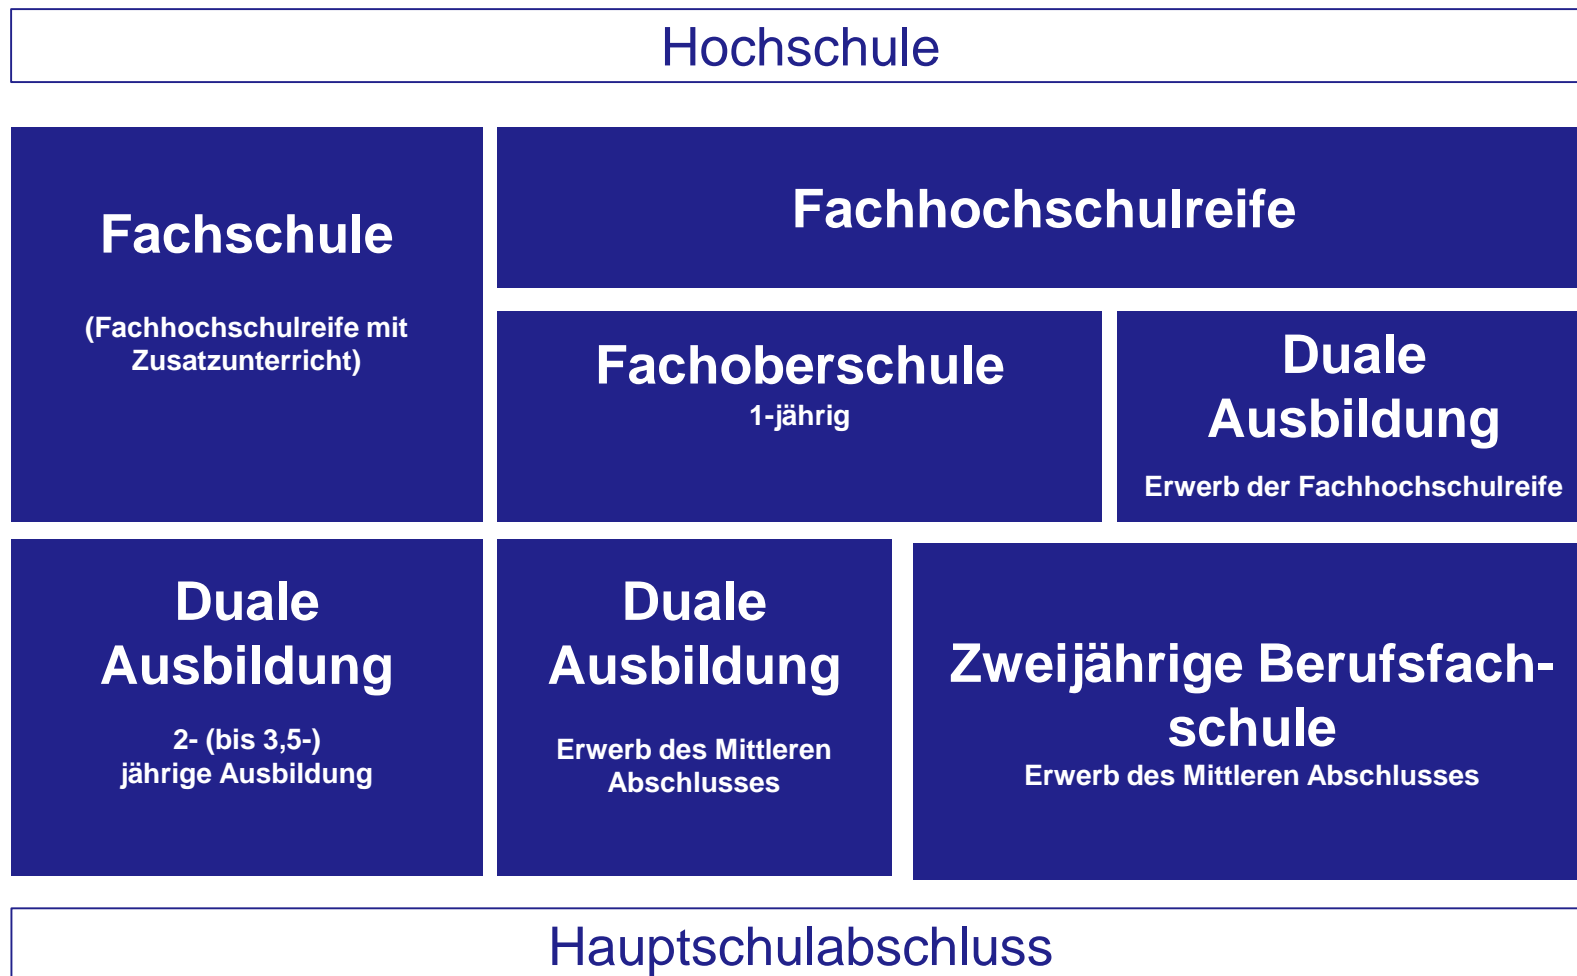 Hochschule
Fachschule
(Fachhochschulreife mit
Zusatzunterricht)
Fachhochschulreife
Fachoberschule
1-jährig
Duale
Ausbildung
Erwerb der Fachhochschulreife
Duale
Ausbildung
2- (bis 3,5-)
jährige Ausbildung
Duale
Ausbildung
Erwerb des Mittleren
Abschlusses
Zweijährige Berufsfach-
schule
Erwerb des Mittleren Abschlusses
Hauptschulabschluss